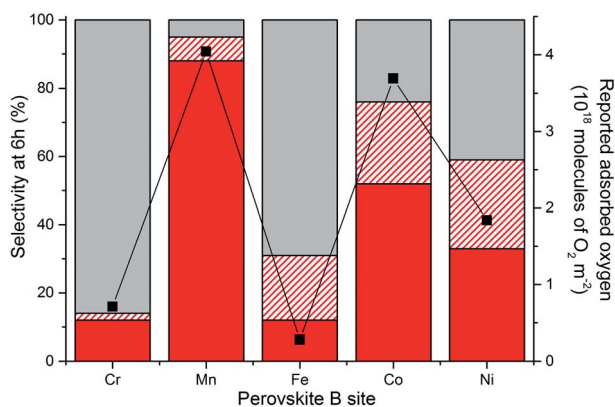 Selectivity at 6h (%)
100
80
60
40
20
0
Cr
Mn
Fe
Co
Ni
Perovskite B site
4
3
2
1
0
Reported adsorbed oxygen
(10¹⁸ molecules of O₂ m⁻²)